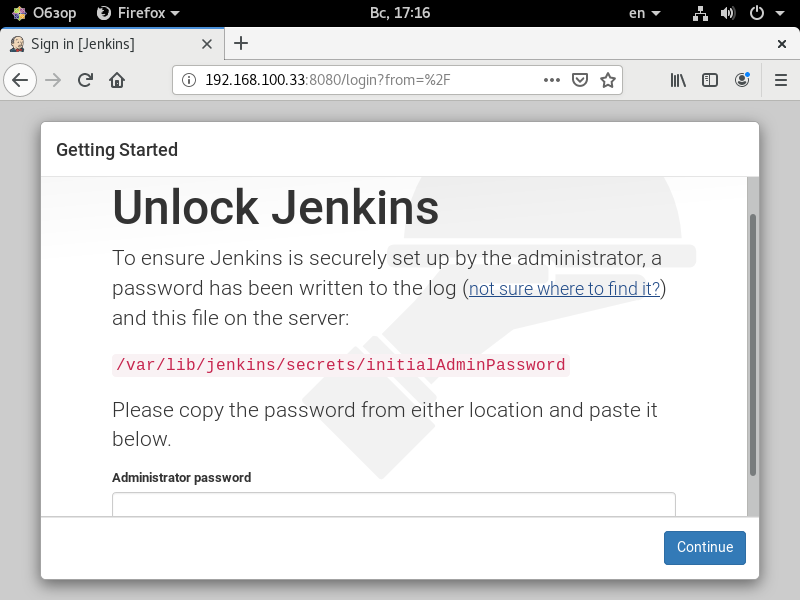 Обзор Firefox Вс, 17:16 en
Sign in [Jenkins]
192.168.100.33:8080/login?from=%2F
Getting Started
Unlock Jenkins
To ensure Jenkins is securely set up by the administrator, a
password has been written to the log (not sure where to find it?)
and this file on the server:
/var/lib/jenkins/secrets/initialAdminPassword
Please copy the password from either location and paste it
below.
Administrator password
Continue